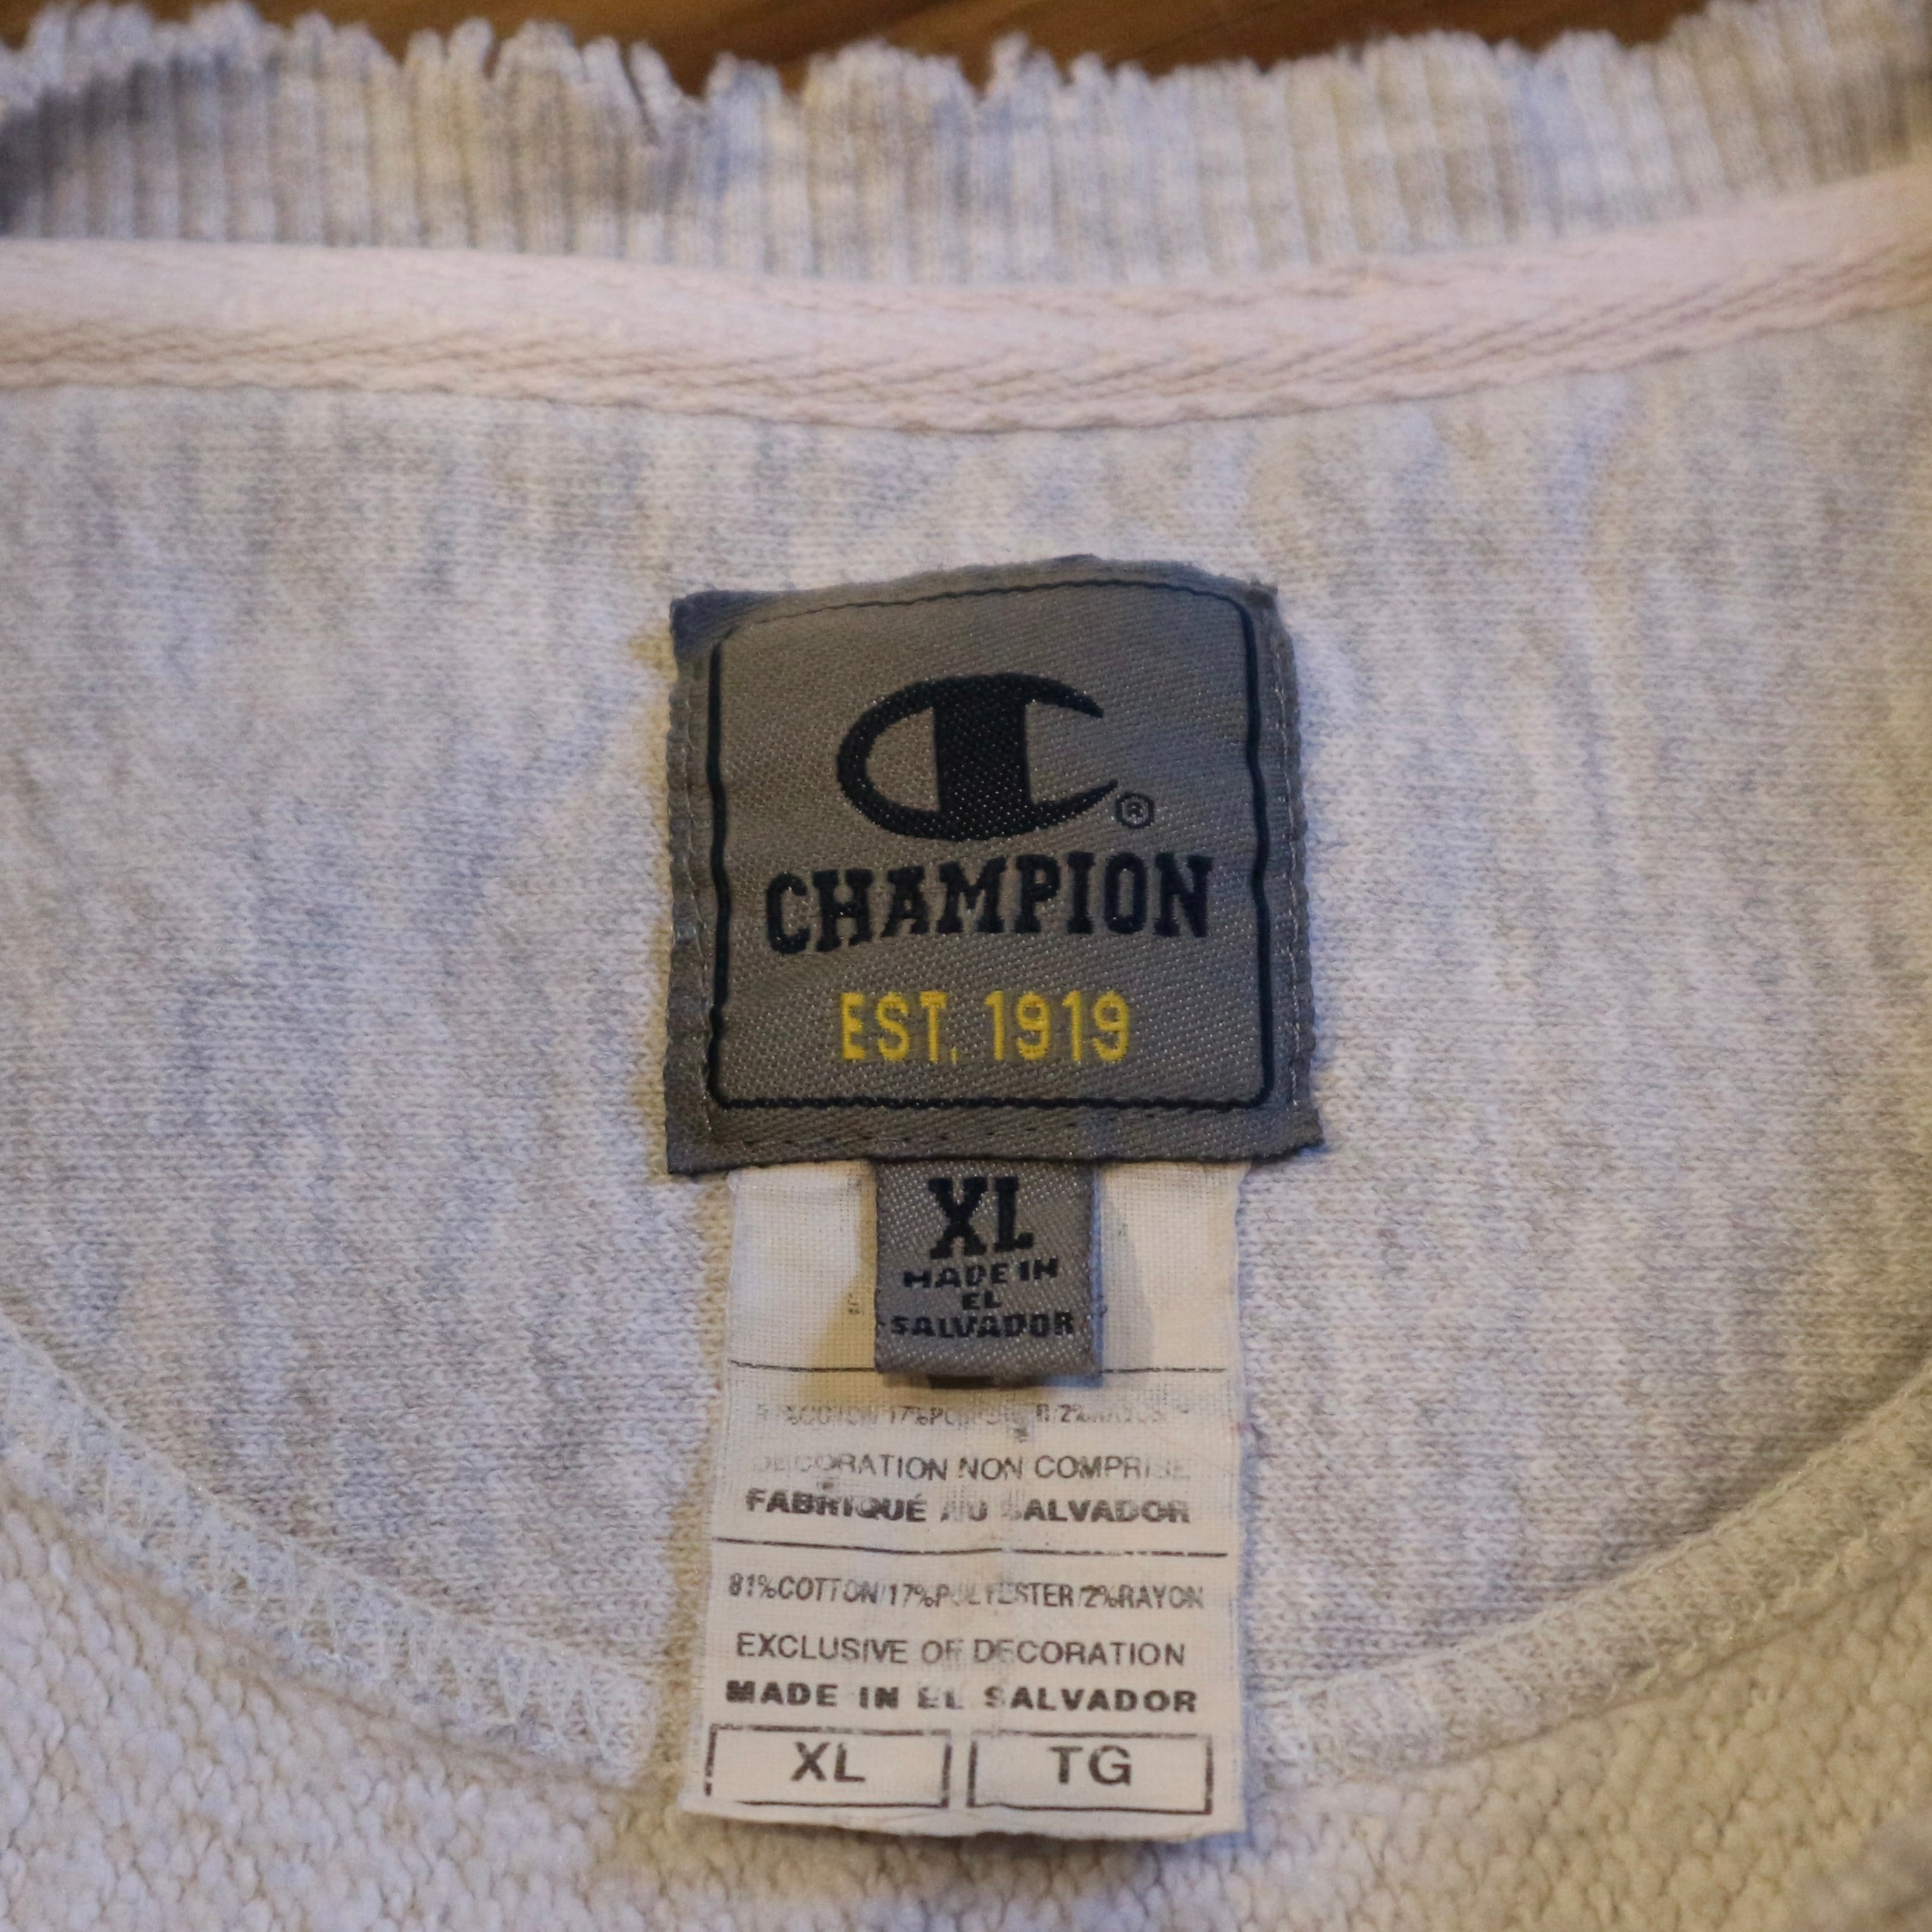 ®
CHAMPION
EST. 1919
XL
MADE IN
EL
SALVADOR
DECORATION NON COMPRISE
FABRIQUÉ AU SALVADOR
81%COTTON/17%POLYESTER/2%RAYON
EXCLUSIVE OF DECORATION
MADE IN EL SALVADOR
XL TG